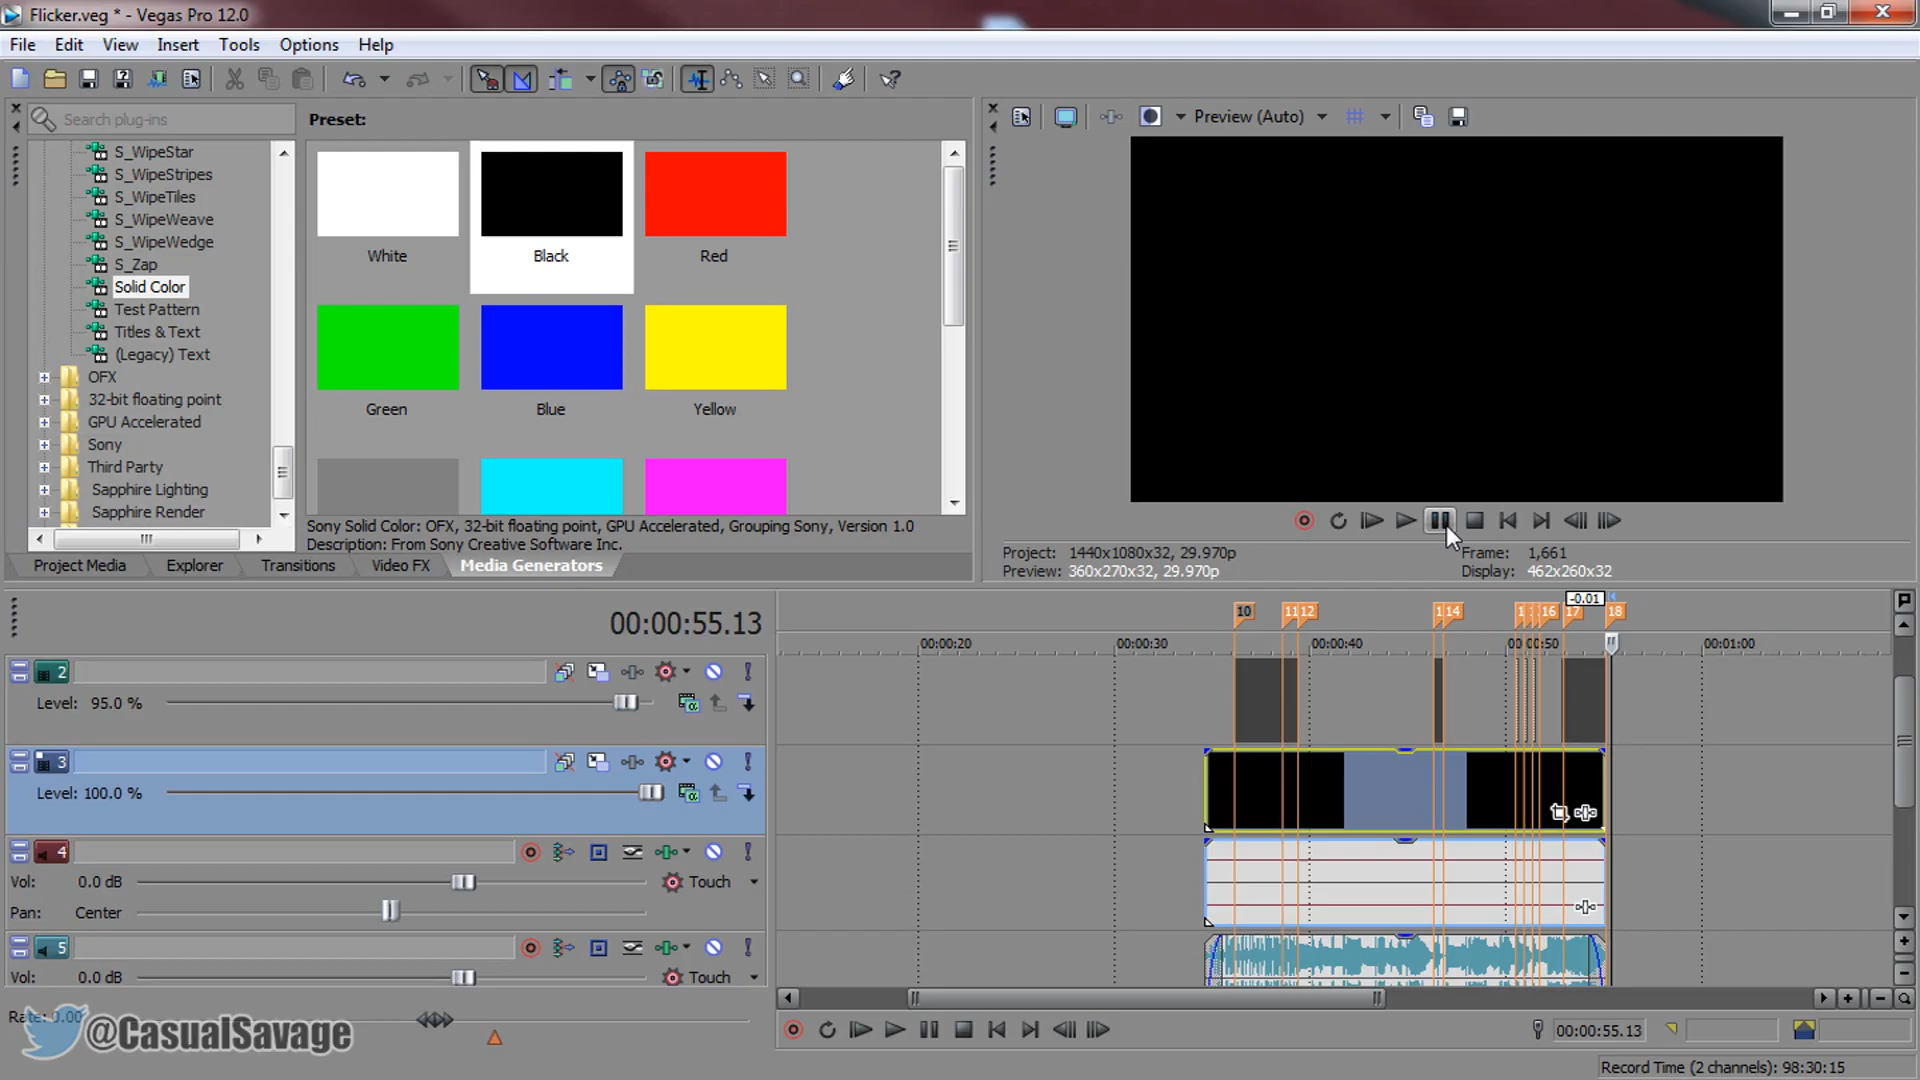 Flicker.veg * - Vegas Pro 12.0
File Edit View Insert Tools Options Help
Search plug-ins
Preset:
Preview (Auto)
S_WipeStar
S_WipeStripes
S_WipeTiles
S_WipeWeave
S_WipeWedge
S_Zap
Solid Color
Test Pattern
Titles & Text
(Legacy) Text
OFX
32-bit floating point
GPU Accelerated
Sony
Third Party
Sapphire Lighting
Sapphire Render
White Black Red
Green Blue Yellow
Sony Solid Color: OFX, 32-bit floating point, GPU Accelerated, Grouping Sony, Version 1.0
Description: From Sony Creative Software Inc.
Project Media Explorer Transitions Video FX Media Generators
Project: 1440x1080x32, 29.970p Frame: 1,661
Preview: 360x270x32, 29.970p Display: 462x260x32
00:00:55.13
-0.01
10 11 12 1 14 1 1 16 17 18
00:00:20 00:00:30 00:00:40 00:00:50 00:01:00
2
Level: 95.0 %
3
Level: 100.0 %
4
Vol: 0.0 dB Touch
Pan: Center
5
Vol: 0.0 dB Touch
Rate: 0.00
@CasualSavage
00:00:55.13
Record Time (2 channels): 98:30:15